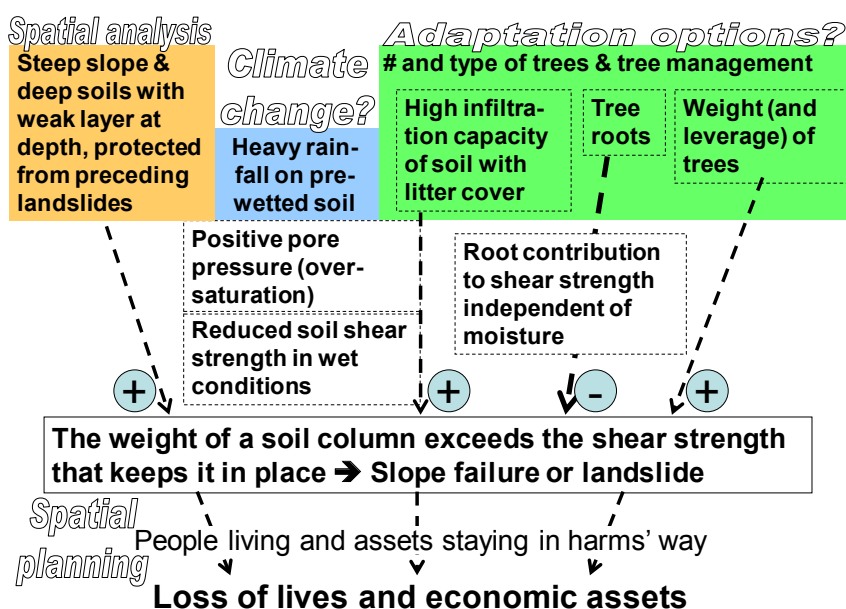 Spatial analysis
Steep slope &
deep soils with
weak layer at
depth, protected
from preceding
landslides
Climate
change?
Heavy rain-
fall on pre-
wetted soil
Adaptation options?
# and type of trees & tree management
High infiltra-
tion capacity
of soil with
litter cover
Tree
roots
Weight (and
leverage) of
trees
Positive pore
pressure (over-
saturation)
Reduced soil shear
strength in wet
conditions
Root contribution
to shear strength
independent of
moisture
+
+
-
+
The weight of a soil column exceeds the shear strength
that keeps it in place ➔ Slope failure or landslide
Spatial
planning
People living and assets staying in harms’ way
Loss of lives and economic assets